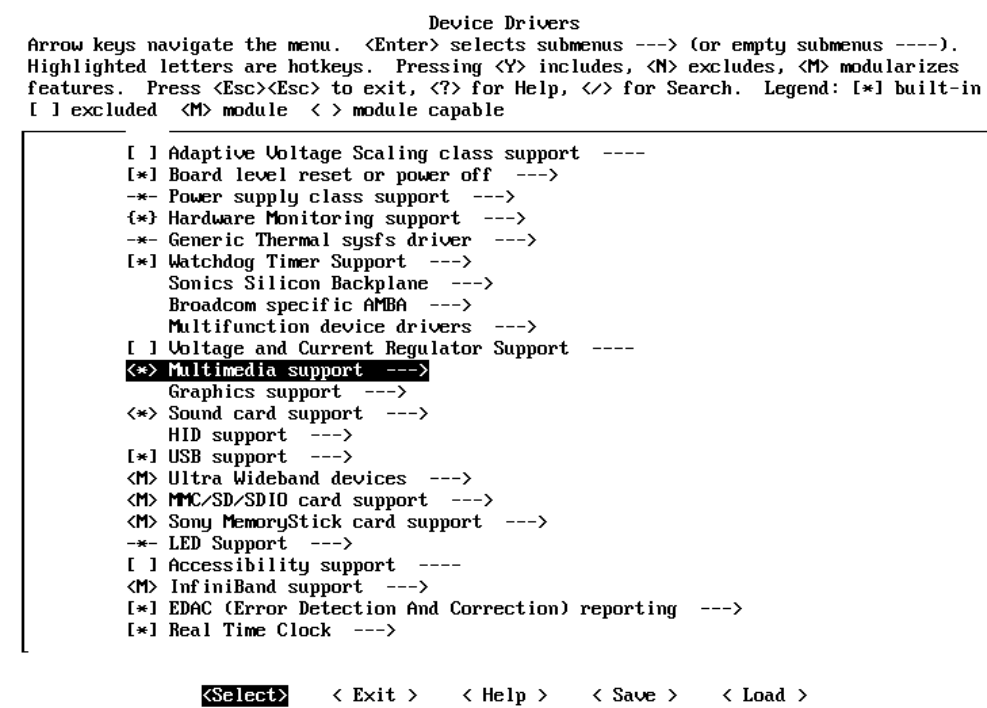 Device Drivers
Arrow keys navigate the menu.  <Enter> selects submenus ---> (or empty submenus ----).
Highlighted letters are hotkeys.  Pressing <Y> includes, <N> excludes, <M> modularizes
features.  Press <Esc><Esc> to exit, <?> for Help, </> for Search.  Legend: [*] built-in
[ ] excluded  <M> module  < > module capable
[ ] Adaptive Voltage Scaling class support  ----
[*] Board level reset or power off  --->
-*- Power supply class support  --->
{*} Hardware Monitoring support  --->
-*- Generic Thermal sysfs driver  --->
[*] Watchdog Timer Support  --->
Sonics Silicon Backplane  --->
Broadcom specific AMBA  --->
Multifunction device drivers  --->
[ ] Voltage and Current Regulator Support  ----
<*> Multimedia support  --->
Graphics support  --->
<*> Sound card support  --->
HID support  --->
[*] USB support  --->
<M> Ultra Wideband devices  --->
<M> MMC/SD/SDIO card support  --->
<M> Sony MemoryStick card support  --->
-*- LED Support  --->
[ ] Accessibility support  ----
<M> InfiniBand support  --->
[*] EDAC (Error Detection And Correction) reporting  --->
[*] Real Time Clock  --->
<Select>    < Exit >    < Help >    < Save >    < Load >